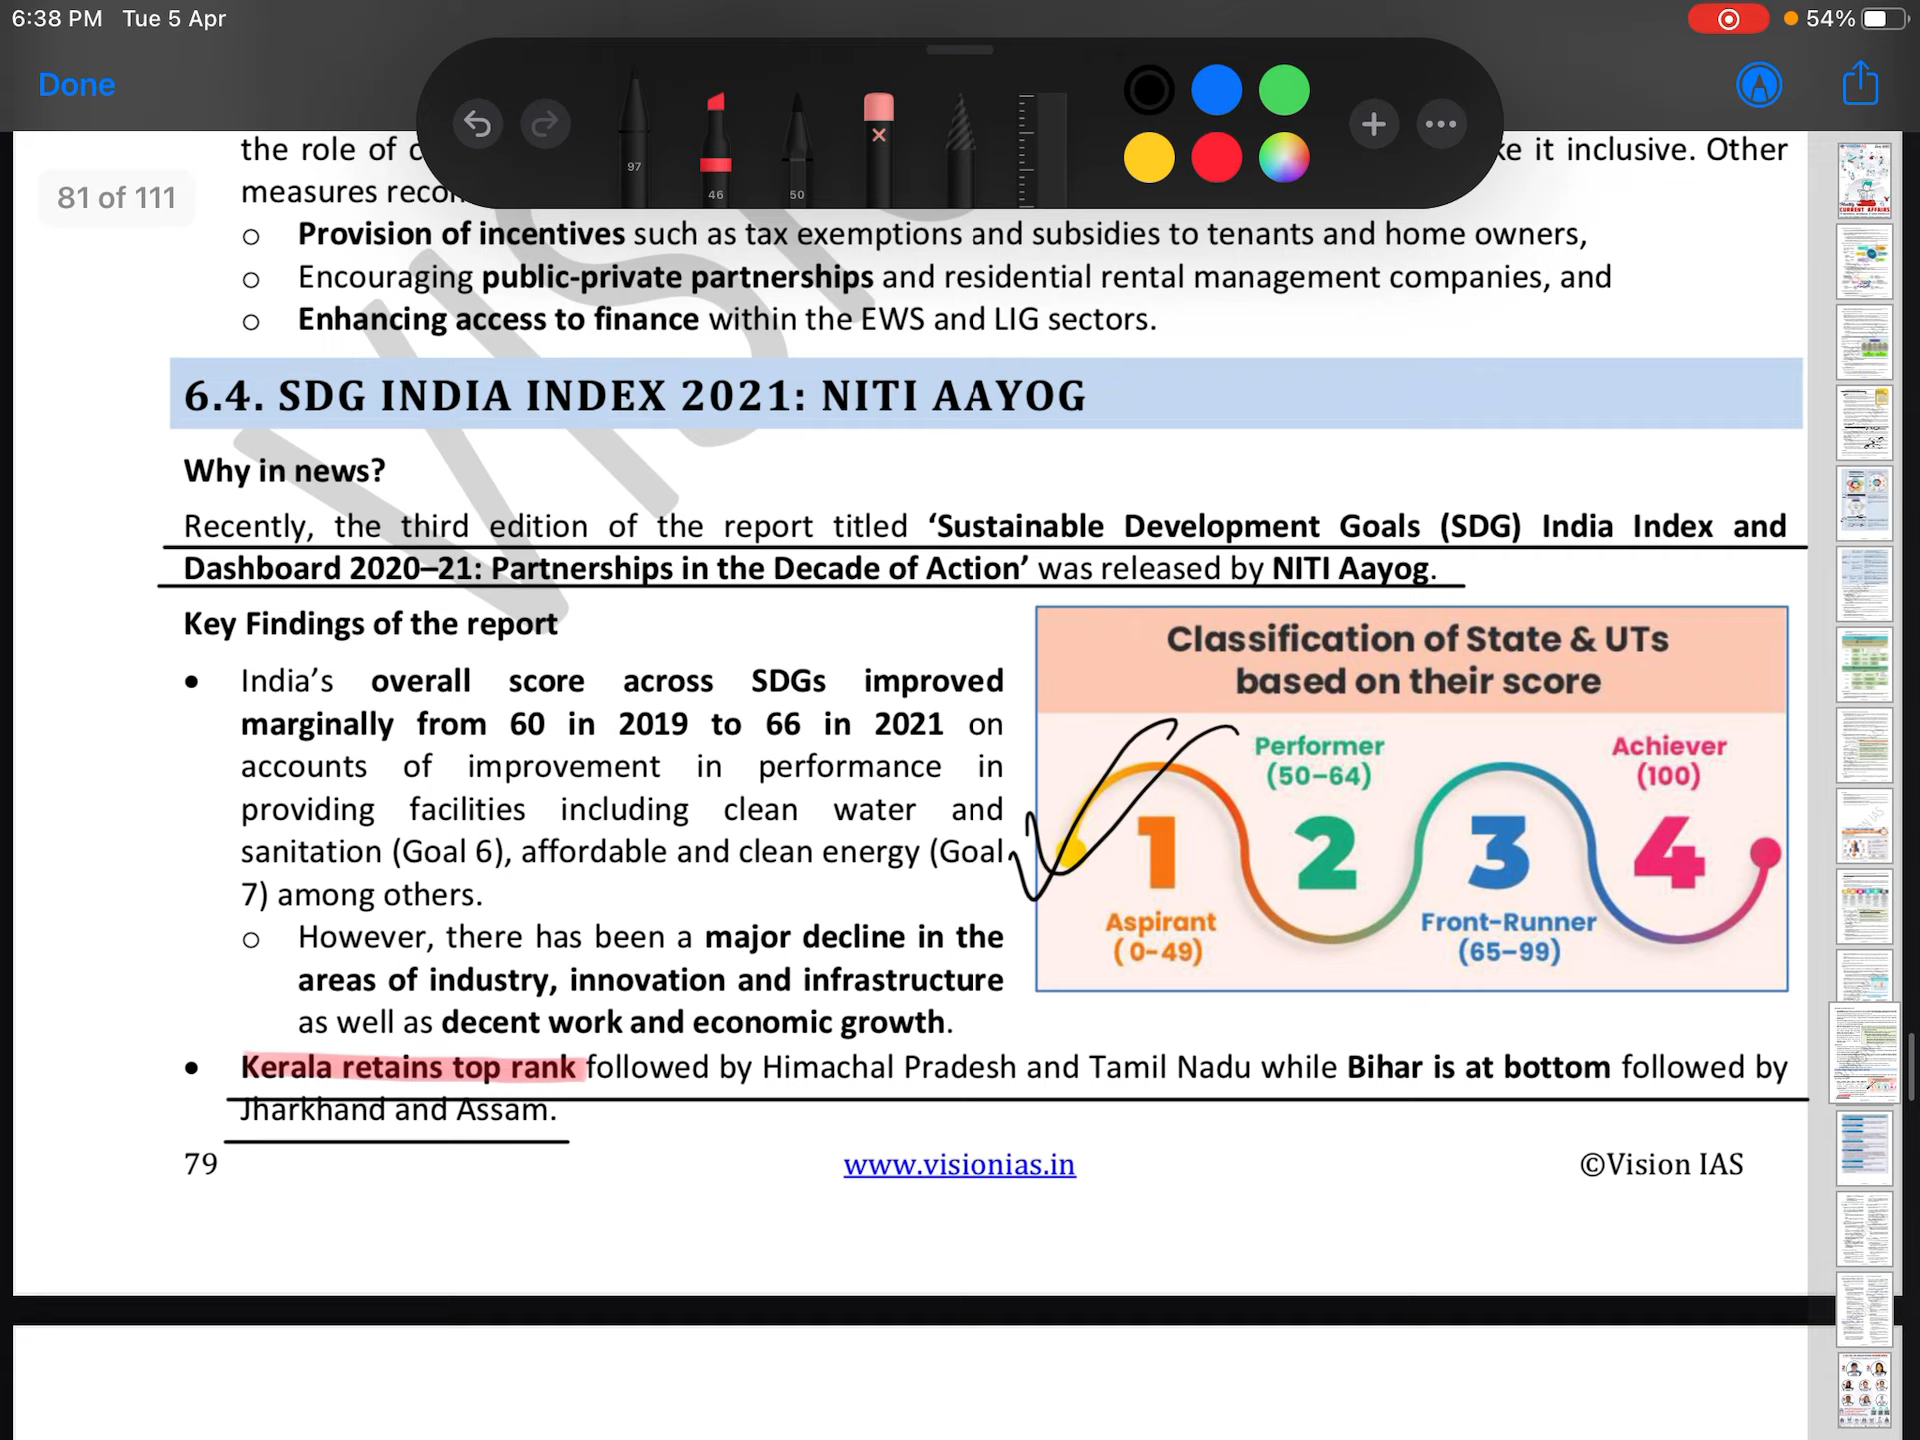 6:38 PM Tue 5 Apr
54%
Done
97
46
50
81 of 111
the role of
ke it inclusive. Other
measures
o Provision of incentives such as tax exemptions and subsidies to tenants and home owners,
o Encouraging public-private partnerships and residential rental management companies, and
o Enhancing access to finance within the EWS and LIG sectors.
6.4. SDG INDIA INDEX 2021: NITI AAYOG
Why in news?
Recently, the third edition of the report titled ‘Sustainable Development Goals (SDG) India Index and
Dashboard 2020–21: Partnerships in the Decade of Action’ was released by NITI Aayog.
Key Findings of the report
• India’s overall score across SDGs improved
marginally from 60 in 2019 to 66 in 2021 on
accounts of improvement in performance in
providing facilities including clean water and
sanitation (Goal 6), affordable and clean energy (Goal
7) among others.
o However, there has been a major decline in the
areas of industry, innovation and infrastructure
as well as decent work and economic growth.
Classification of State & UTs
based on their score
Performer
(50–64)
Achiever
(100)
1 2 3 4
Aspirant
(0–49)
Front-Runner
(65–99)
• Kerala retains top rank followed by Himachal Pradesh and Tamil Nadu while Bihar is at bottom followed by
Jharkhand and Assam.
79 www.visionias.in ©Vision IAS